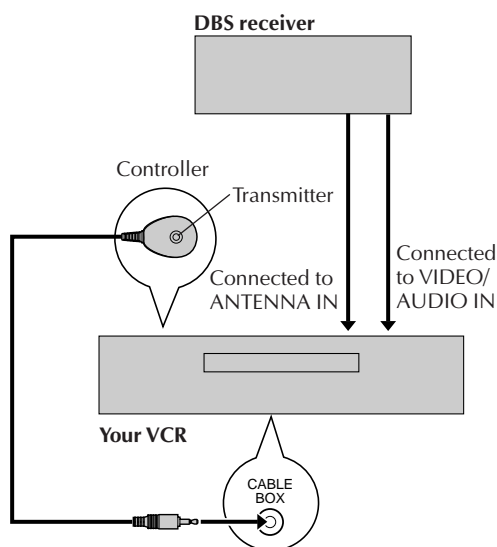 DBS receiver
Controller
Transmitter
Connected to
ANTENNA IN
Connected
to VIDEO/
AUDIO IN
Your VCR
CABLE
BOX